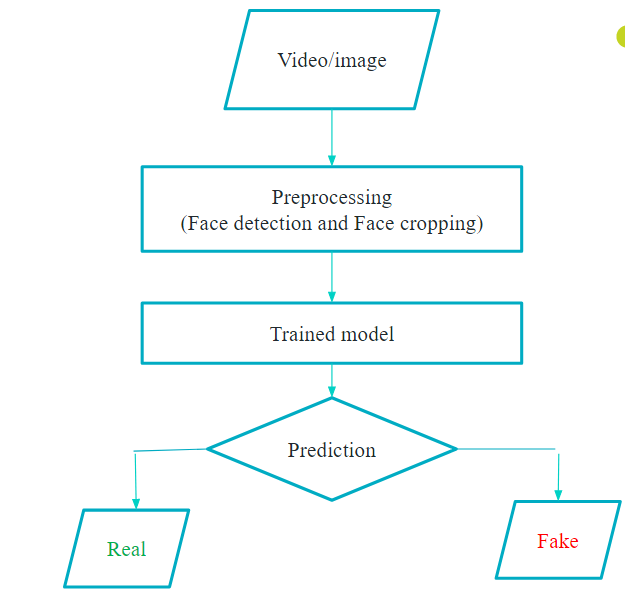 Video/image
Preprocessing
(Face detection and Face cropping)
Trained model
Prediction
Real
Fake